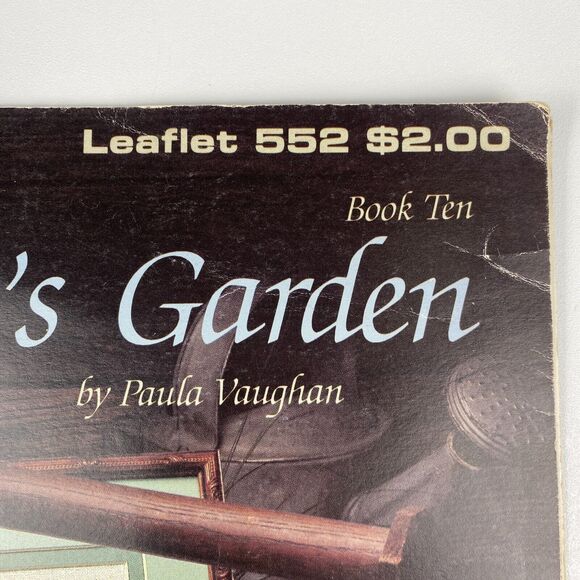 Leaflet 552 $2.00
Book Ten
's Garden
by Paula Vaughan